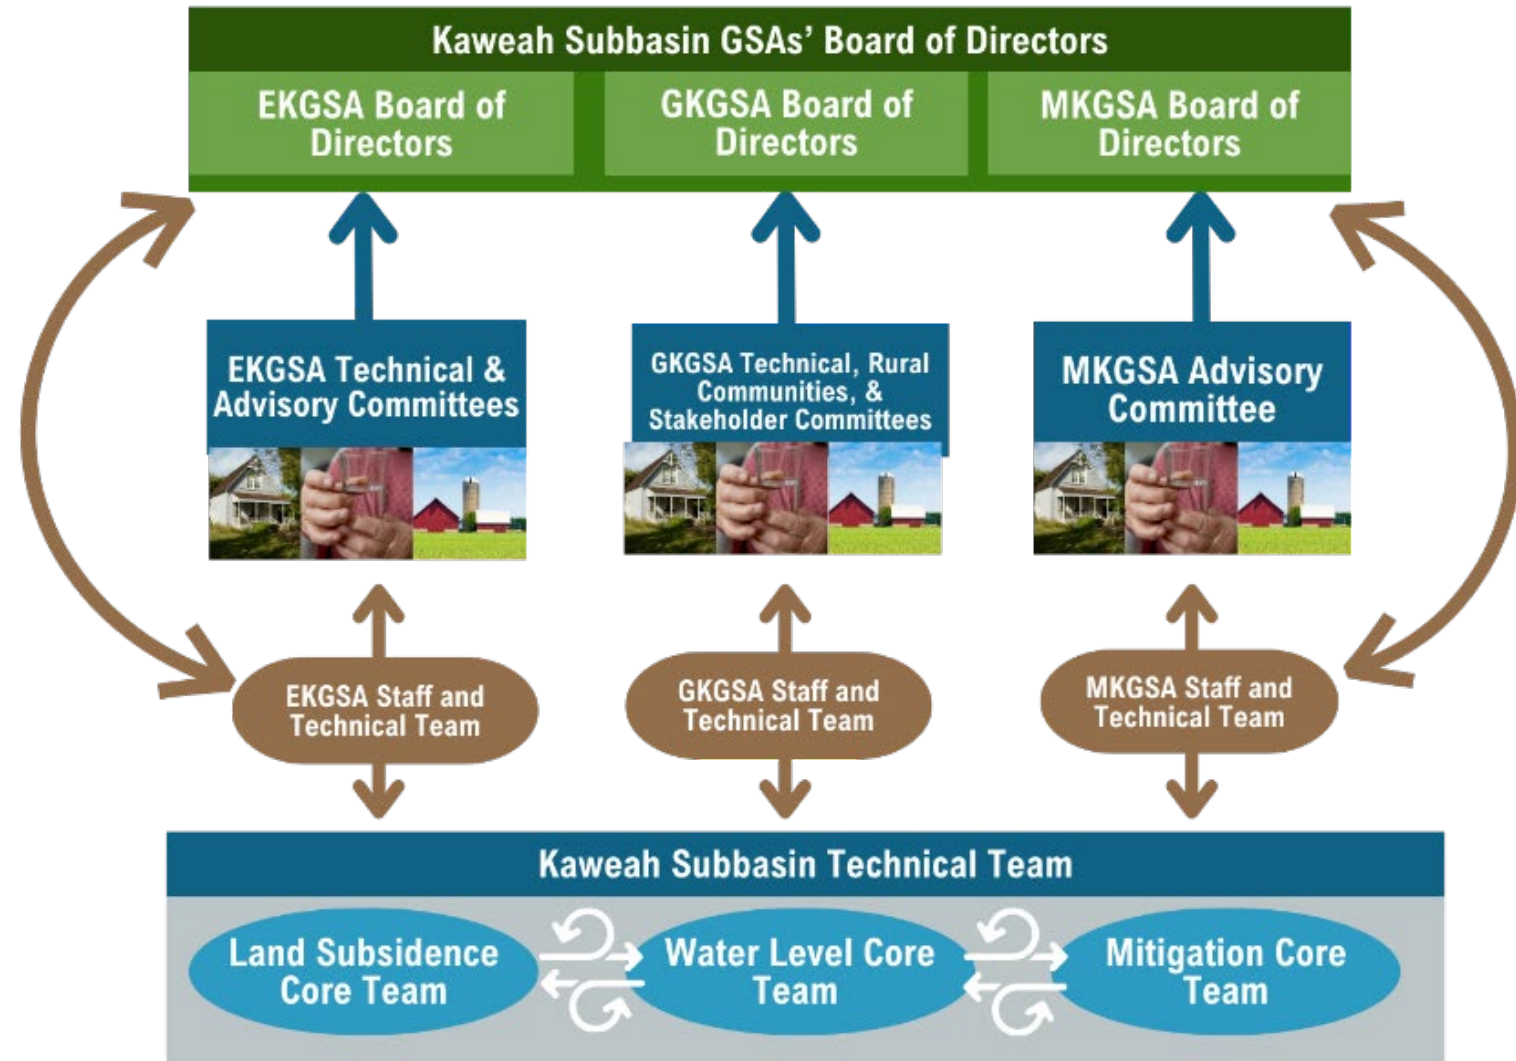 Kaweah Subbasin GSAs’ Board of Directors
EKGSA Board of
Directors
GKGSA Board of
Directors
MKGSA Board of
Directors
EKGSA Technical &
Advisory Committees
GKGSA Technical, Rural
Communities, &
Stakeholder Committees
MKGSA Advisory
Committee
EKGSA Staff and
Technical Team
GKGSA Staff and
Technical Team
MKGSA Staff and
Technical Team
Kaweah Subbasin Technical Team
Land Subsidence
Core Team
Water Level Core
Team
Mitigation Core
Team